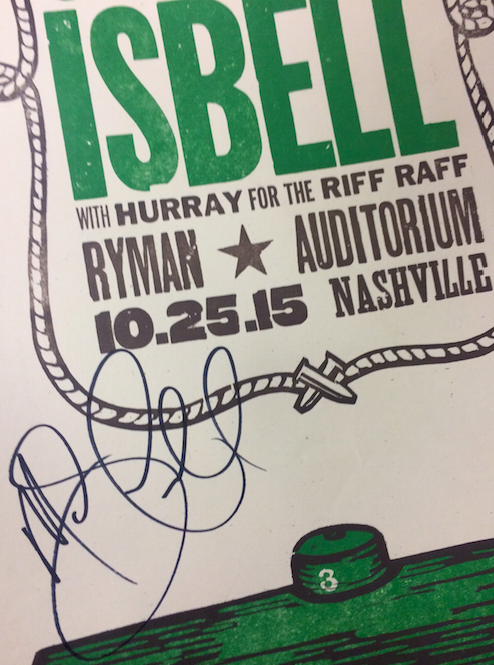 ISBELL
WITH HURRAY FOR THE RIFF RAFF
RYMAN ★ AUDITORIUM
10.25.15 NASHVILLE
3